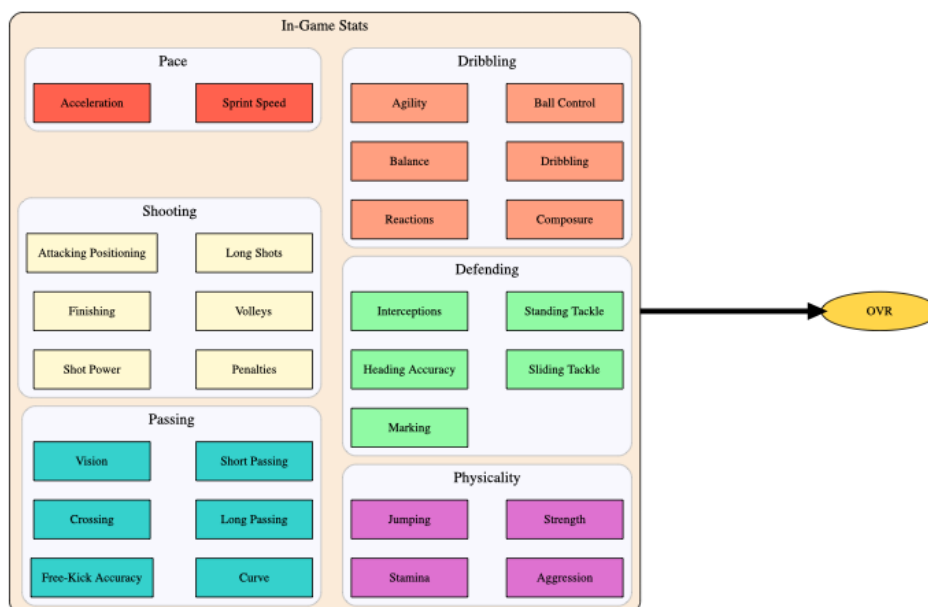 In-Game Stats
Pace
Acceleration
Sprint Speed
Dribbling
Agility
Ball Control
Balance
Dribbling
Reactions
Composure
Shooting
Attacking Positioning
Long Shots
Finishing
Volleys
Shot Power
Penalties
Defending
Interceptions
Standing Tackle
Heading Accuracy
Sliding Tackle
Marking
Passing
Vision
Short Passing
Crossing
Long Passing
Free-Kick Accuracy
Curve
Physicality
Jumping
Strength
Stamina
Aggression
OVR